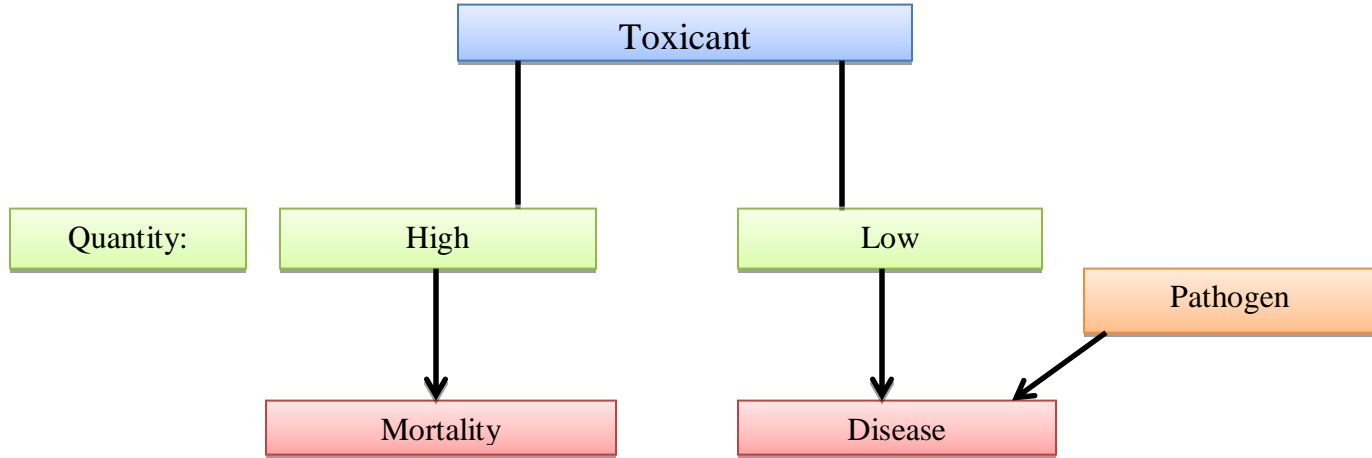 Toxicant
Quantity:
High
Low
Pathogen
Mortality
Disease